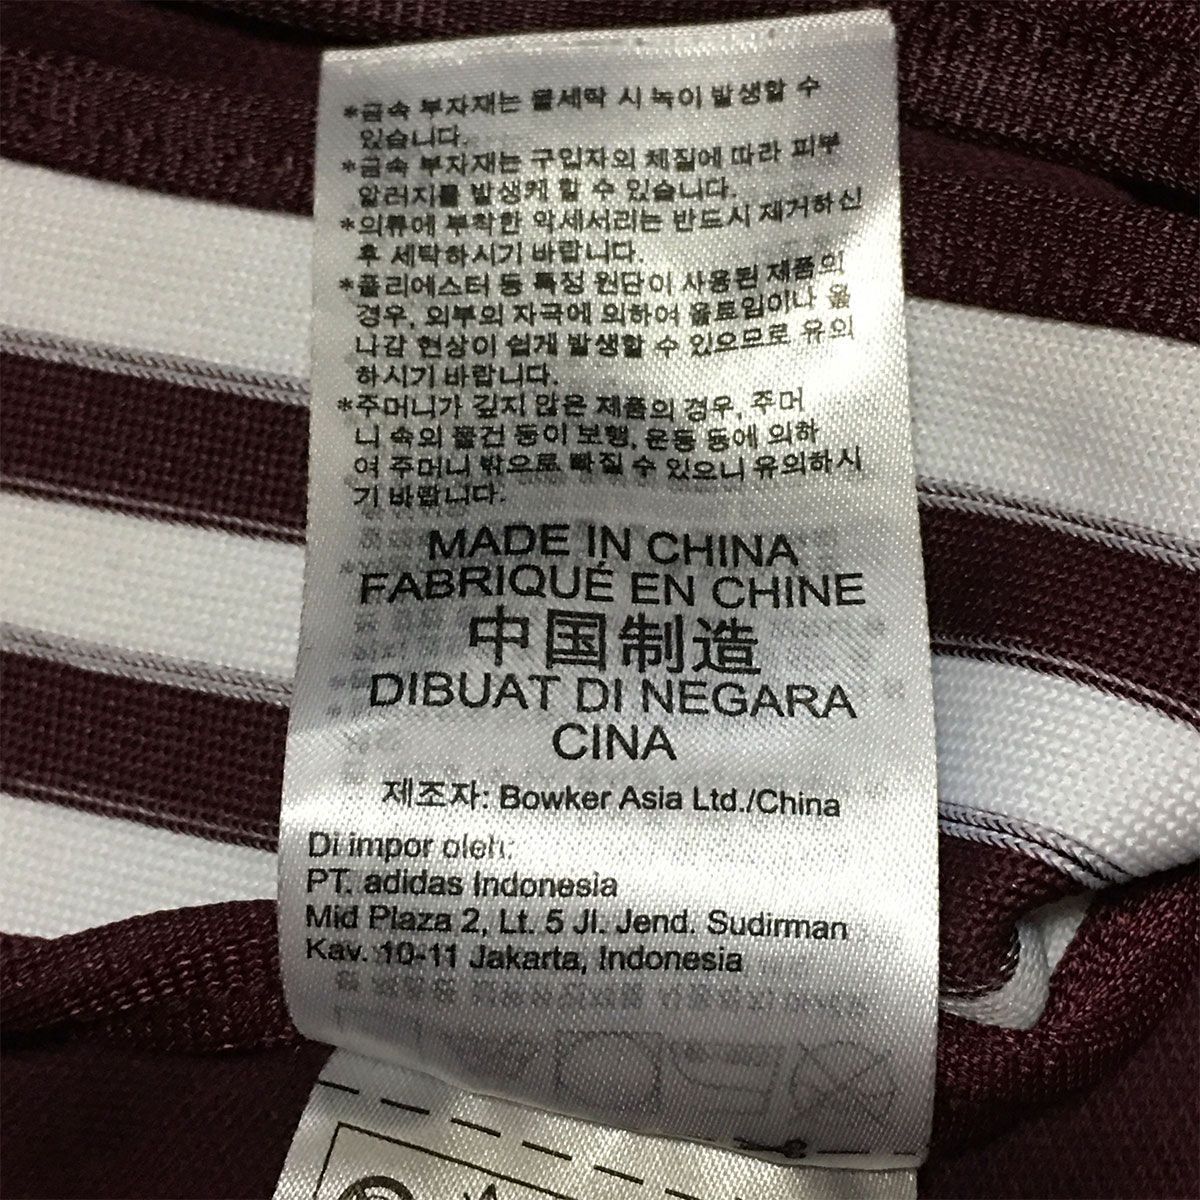 *금속 부자재는 물세탁 시 녹이 발생할 수
있습니다.
*금속 부자재는 구입자의 체질에 따라 피부
알러지를 발생케 할 수 있습니다.
*의류에 부착한 악세서리는 반드시 제거하신
후 세탁하시기 바랍니다.
*폴리에스터 등 특정 원단이 사용된 제품의
경우, 외부의 자극에 의하여 올트임이나 올
나감 현상이 쉽게 발생할 수 있으므로 유의
하시기 바랍니다.
*주머니가 깊지 않은 제품의 경우, 주머
니 속의 물건 등이 보행, 운동 등에 의하
여 주머니 밖으로 빠질 수 있으니 유의하시
기 바랍니다.
MADE IN CHINA
FABRIQUÉ EN CHINE
中国制造
DIBUAT DI NEGARA
CINA
제조자: Bowker Asia Ltd./China
Di impor oleh:
PT. adidas Indonesia
Mid Plaza 2, Lt. 5 Jl. Jend. Sudirman
Kav. 10-11 Jakarta, Indonesia